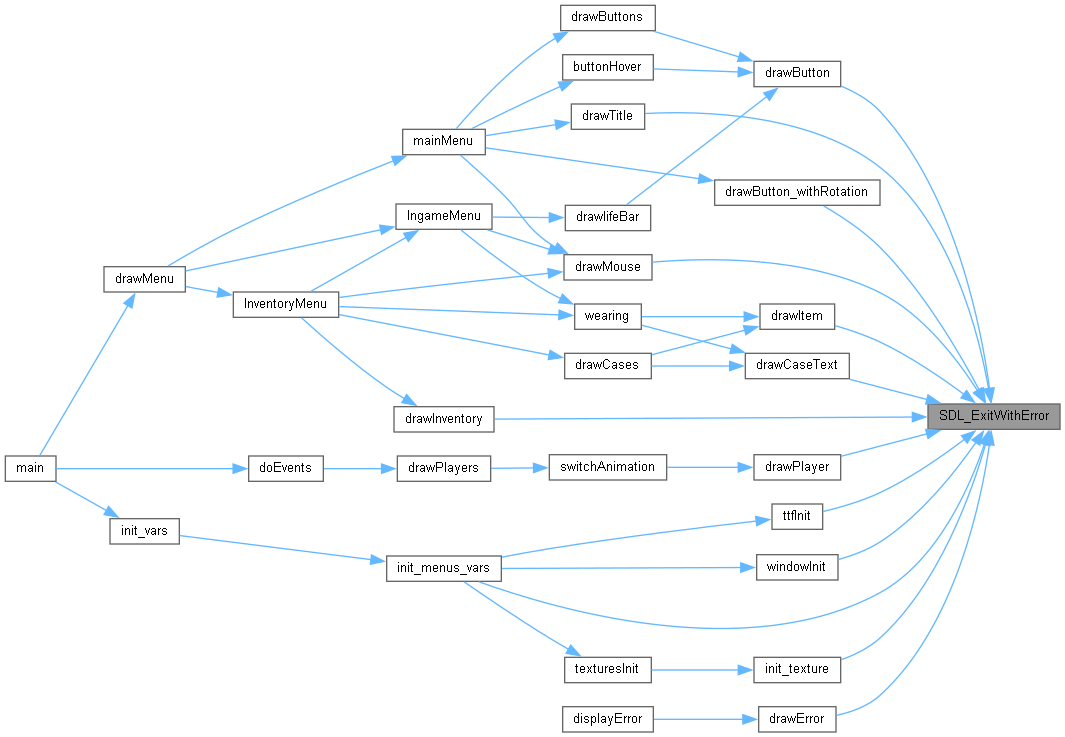 drawButtons
buttonHover
drawButton
drawTitle
mainMenu
drawButton_withRotation
IngameMenu
drawlifeBar
drawMouse
drawMenu
InventoryMenu
wearing
drawItem
drawCases
drawCaseText
drawInventory
SDL_ExitWithError
main
doEvents
drawPlayers
switchAnimation
drawPlayer
ttfInit
init_vars
init_menus_vars
windowInit
texturesInit
init_texture
displayError
drawError